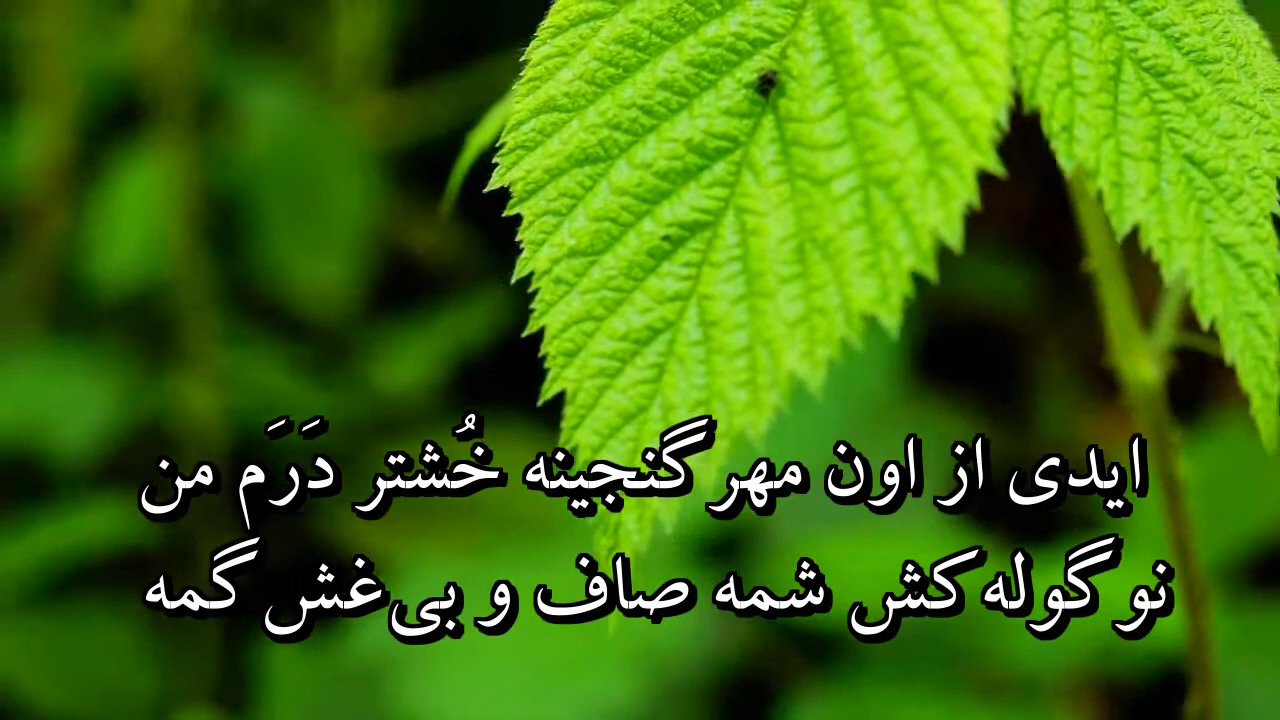 ایدی از اون مهر گنجینه خُشتر دَرَم من
نو گوله کش شمه صاف و بی‌غش گمه